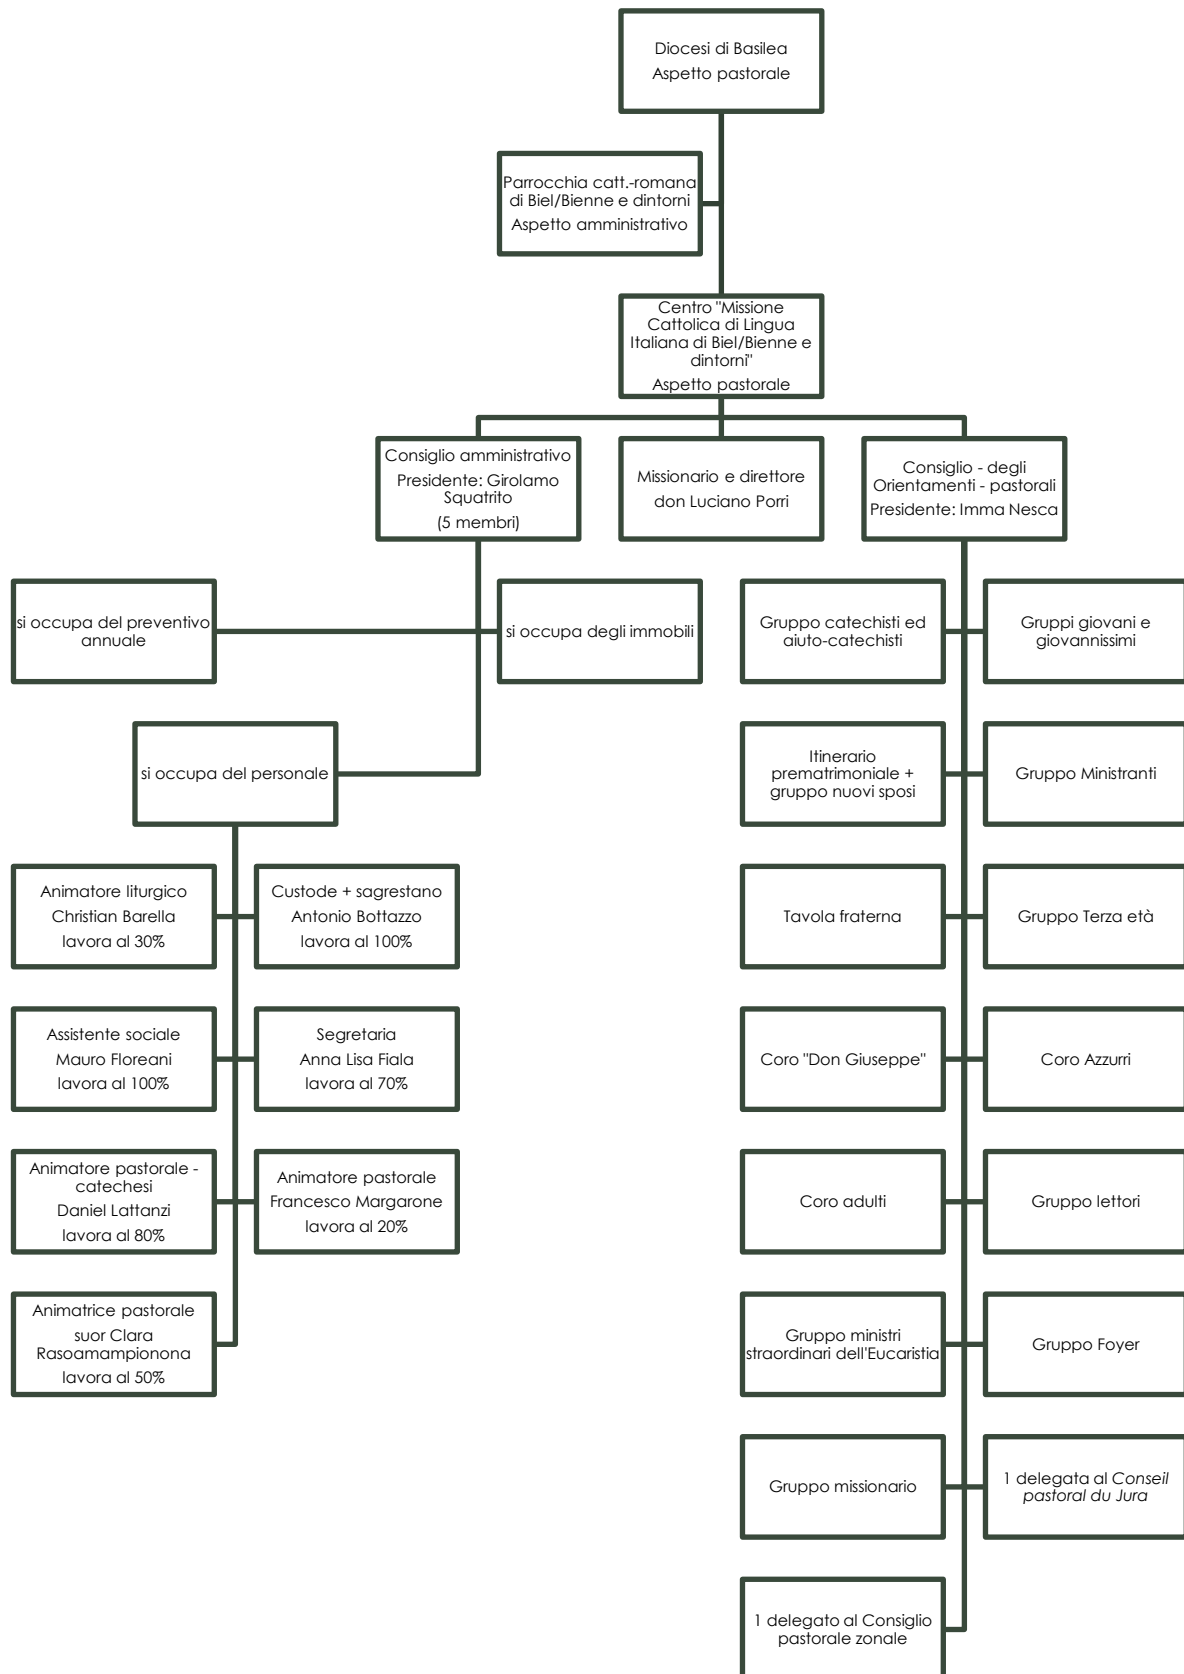 Diocesi di Basilea
Aspetto pastorale
Parrocchia catt.-romana
di Biel/Bienne e dintorni
Aspetto amministrativo
Centro "Missione
Cattolica di Lingua
Italiana di Biel/Bienne e
dintorni"
Aspetto pastorale
Consiglio amministrativo
Presidente: Girolamo
Squatrito
(5 membri)
Missionario e direttore
don Luciano Porri
Consiglio - degli
Orientamenti - pastorali
Presidente: Imma Nesca
si occupa del preventivo
annuale
si occupa degli immobili
si occupa del personale
Animatore liturgico
Christian Barella
lavora al 30%
Custode + sagrestano
Antonio Bottazzo
lavora al 100%
Assistente sociale
Mauro Floreani
lavora al 100%
Segretaria
Anna Lisa Fiala
lavora al 70%
Animatore pastorale -
catechesi
Daniel Lattanzi
lavora al 80%
Animatore pastorale
Francesco Margarone
lavora al 20%
Animatrice pastorale
suor Clara
Rasoamampionona
lavora al 50%
Gruppo catechisti ed
aiuto-catechisti
Gruppi giovani e
giovannissimi
Itinerario
prematrimoniale +
gruppo nuovi sposi
Gruppo Ministranti
Tavola fraterna
Gruppo Terza età
Coro "Don Giuseppe"
Coro Azzurri
Coro adulti
Gruppo lettori
Gruppo ministri
straordinari dell'Eucaristia
Gruppo Foyer
Gruppo missionario
1 delegata al Conseil
pastoral du Jura
1 delegato al Consiglio
pastorale zonale